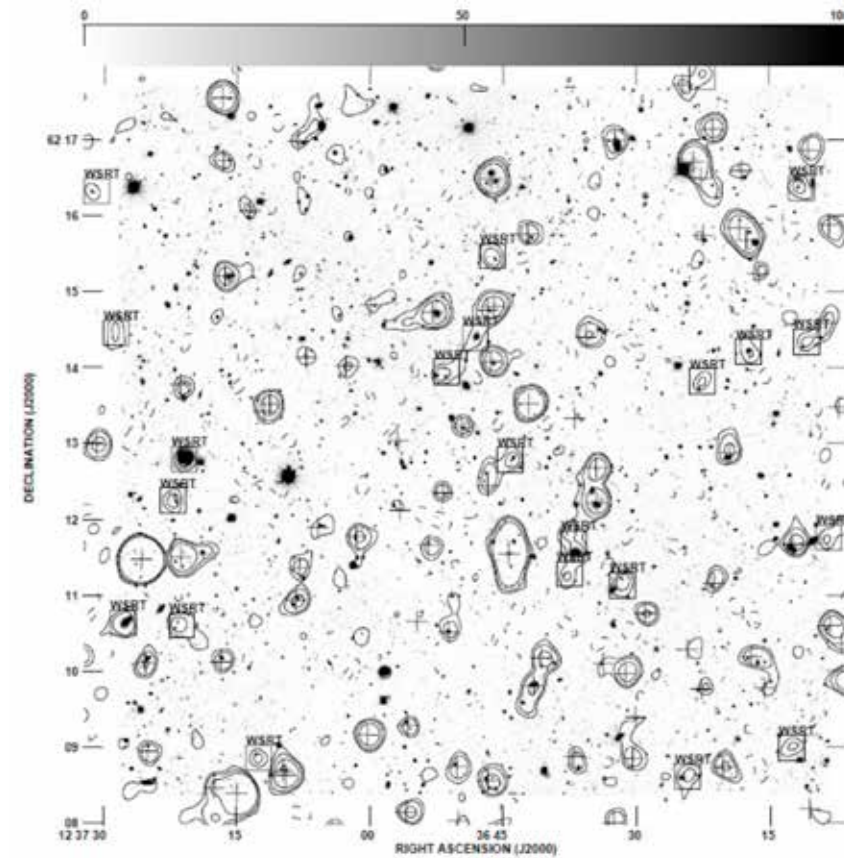 0 50 100
62 17
WSRT WSRT
16
WSRT
15
WSRT WSRT
WSRT WSRT
14 WSRT WSRT
13 WSRT WSRT
WSRT
12
WSRT WSRT
WSRT WSRT
11
WSRT WSRT
10
09 WSRT WSRT
WSRT
08
12 37 30 15 00 36 45 30 15
RIGHT ASCENSION (J2000)
DECLINATION (J2000)